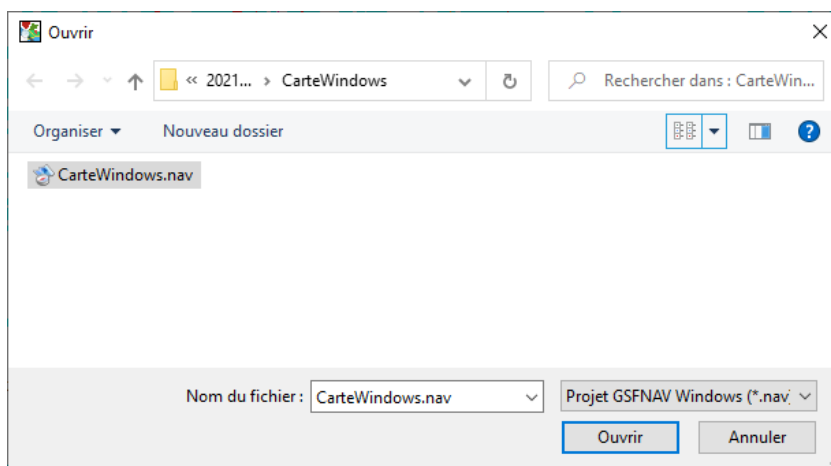 Ouvrir
« 2021... › CarteWindows
Rechercher dans : CarteWin...
Organiser
Nouveau dossier
?
CarteWindows.nav
Nom du fichier : CarteWindows.nav
Projet GSFNAV Windows (*.nav
Ouvrir
Annuler